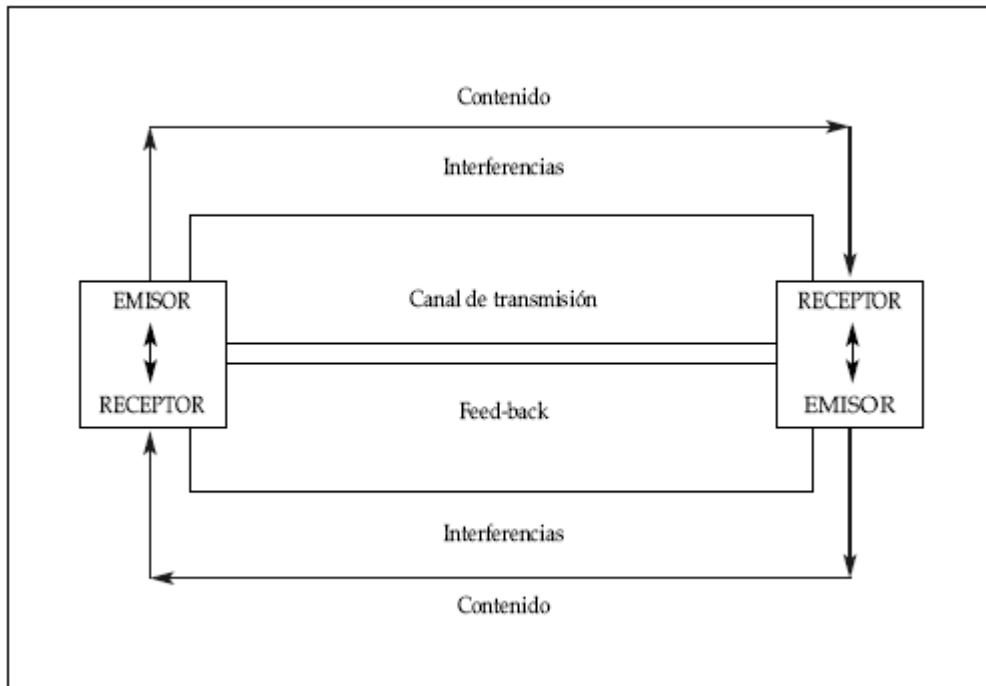 Contenido
Interferencias
EMISOR
Canal de transmisión
RECEPTOR
RECEPTOR
Feed-back
EMISOR
Interferencias
Contenido